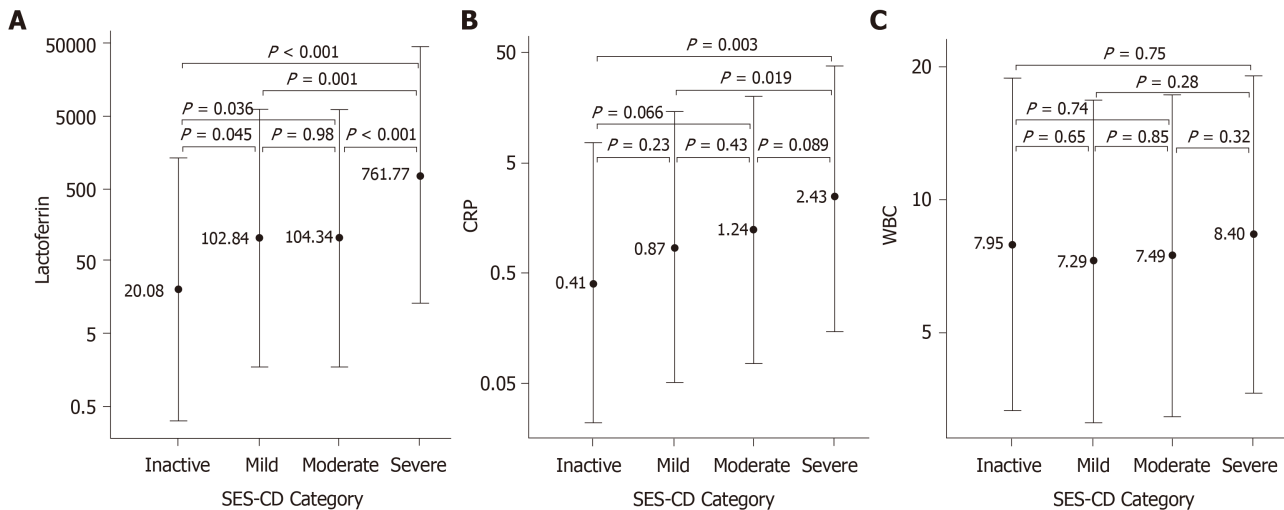 A
50000
5000
500
50
5
0.5
Lactoferrin
P < 0.001
P = 0.001
P = 0.036
P = 0.045
P = 0.98
P < 0.001
761.77
102.84
104.34
20.08
Inactive Mild Moderate Severe
SES-CD Category
B
50
5
0.5
0.05
CRP
P = 0.003
P = 0.019
P = 0.066
P = 0.23
P = 0.43
P = 0.089
2.43
1.24
0.87
0.41
Inactive Mild Moderate Severe
SES-CD Category
C
20
10
5
WBC
P = 0.75
P = 0.28
P = 0.74
P = 0.65
P = 0.85
P = 0.32
7.95
7.29
7.49
8.40
Inactive Mild Moderate Severe
SES-CD Category